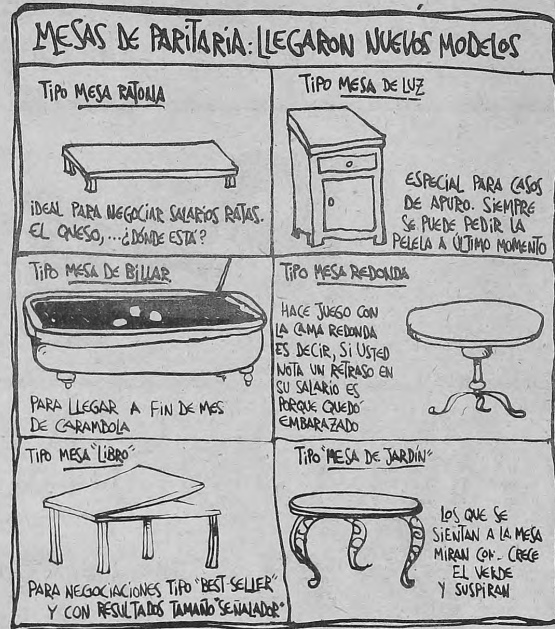 MESAS DE PARITARIA: LLEGARON NUEVOS MODELOS
TIPO MESA RATONA
IDEAL PARA NEGOCIAR SALARIOS RATAS.
EL QUESO,...¿DÓNDE ESTÁ?
TIPO MESA DE LUZ
ESPECIAL PARA CASOS
DE APURO. SIEMPRE
SE PUEDE PEDIR LA
PELELA A ÚLTIMO MOMENTO
TIPO MESA DE BILLAR
PARA LLEGAR A FIN DE MES
DE CARAMBOLA
TIPO MESA REDONDA
HACE JUEGO CON
LA CAMA REDONDA
ES DECIR, SI USTED
NOTA UN RETRASO EN
SU SALARIO ES
PORQUE QUEDÓ
EMBARAZADO
TIPO MESA "LIBRO"
PARA NEGOCIACIONES TIPO "BEST-SELLER"
Y CON RESULTADOS TAMAÑO "SEÑALADOR"
TIPO "MESA DE JARDÍN"
LOS QUE SE
SIENTAN A LA MESA
MIRAN CRECE
EL VERDE
Y SUSPIRAN